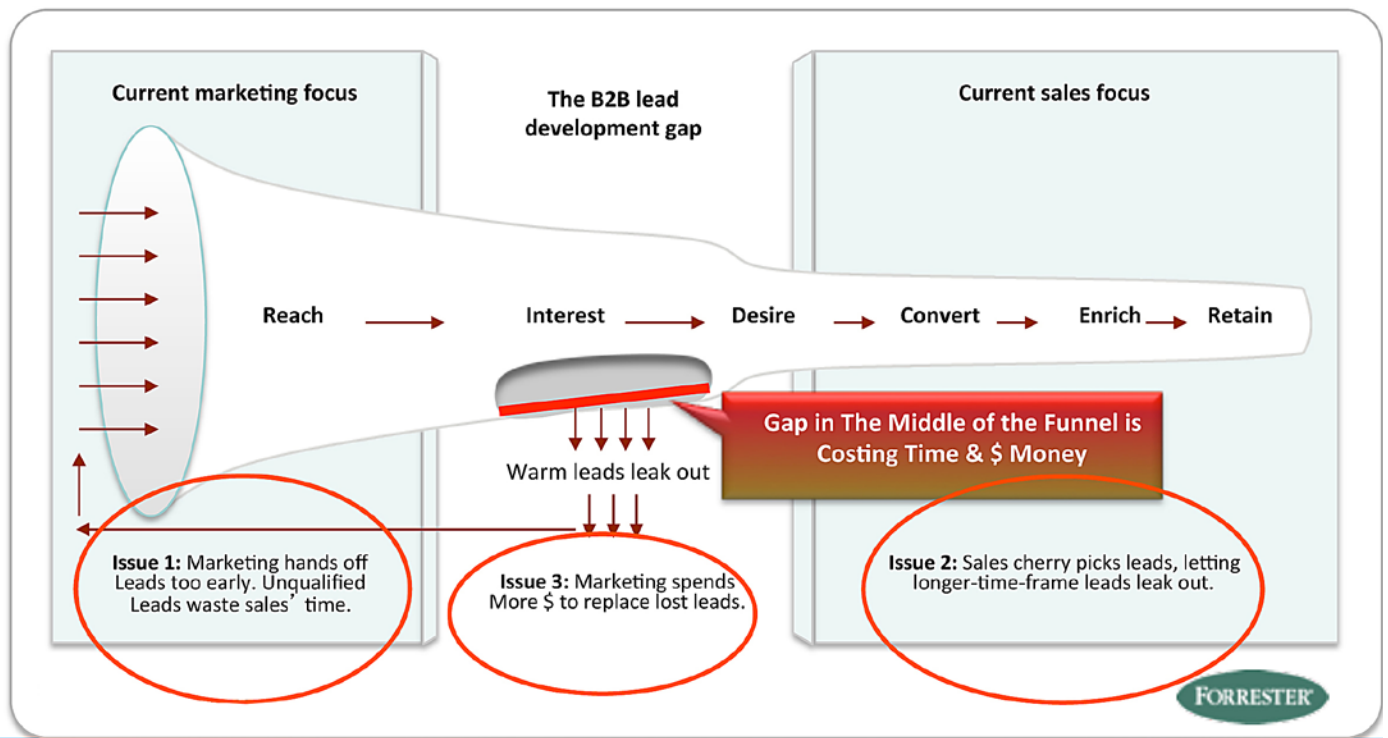 Current marketing focus
The B2B lead
development gap
Current sales focus
Reach
Interest
Desire
Convert
Enrich
Retain
Gap in The Middle of the Funnel is
Costing Time & $ Money
Warm leads leak out
Issue 1: Marketing hands off
Leads too early. Unqualified
Leads waste sales’ time.
Issue 3: Marketing spends
More $ to replace lost leads.
Issue 2: Sales cherry picks leads, letting
longer-time-frame leads leak out.
FORRESTER®